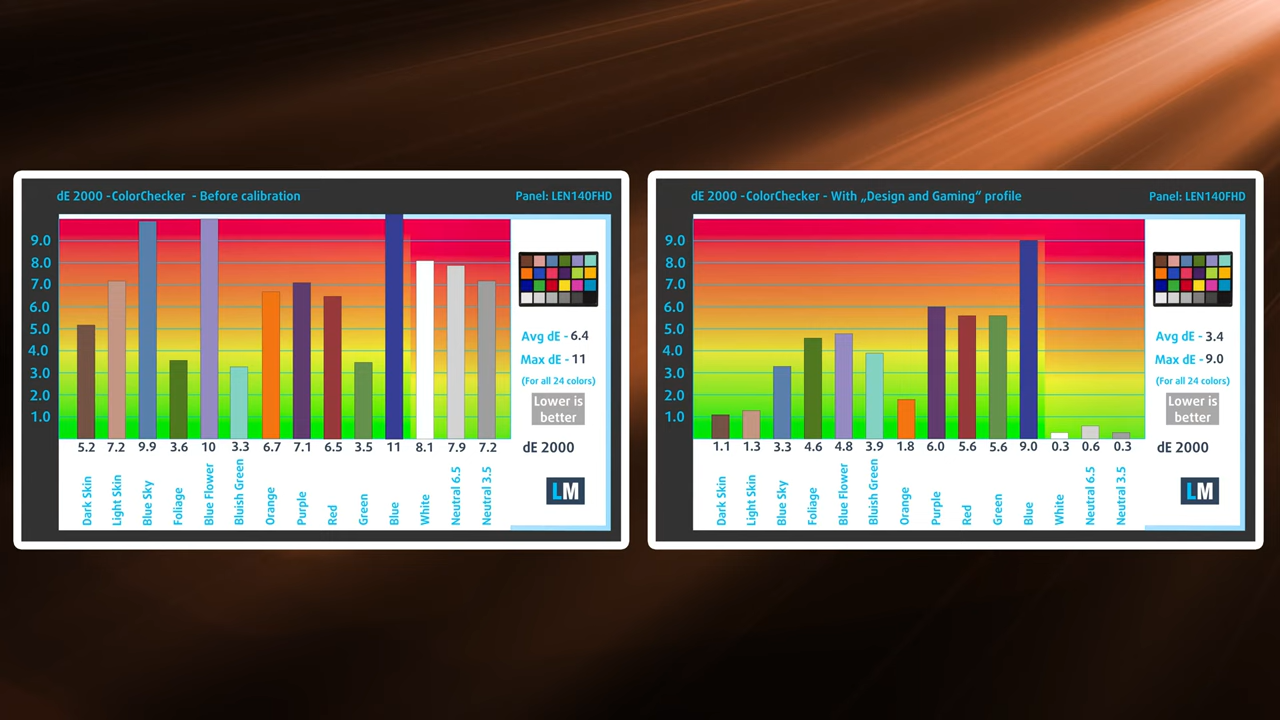 dE 2000 -ColorChecker - Before calibration
Panel: LEN140FHD
9.0
8.0
7.0
6.0
5.0
4.0
3.0
2.0
1.0
Avg dE - 6.4
Max dE - 11
(For all 24 colors)
Lower is
better
5.2 7.2 9.9 3.6 10 3.3 6.7 7.1 6.5 3.5 11 8.1 7.9 7.2
dE 2000
Dark Skin
Light Skin
Blue Sky
Foliage
Blue Flower
Bluish Green
Orange
Purple
Red
Green
Blue
White
Neutral 6.5
Neutral 3.5
LM
dE 2000 -ColorChecker - With „Design and Gaming“ profile
Panel: LEN140FHD
9.0
8.0
7.0
6.0
5.0
4.0
3.0
2.0
1.0
Avg dE - 3.4
Max dE - 9.0
(For all 24 colors)
Lower is
better
1.1 1.3 3.3 4.6 4.8 3.9 1.8 6.0 5.6 5.6 9.0 0.3 0.6 0.3
dE 2000
Dark Skin
Light Skin
Blue Sky
Foliage
Blue Flower
Bluish Green
Orange
Purple
Red
Green
Blue
White
Neutral 6.5
Neutral 3.5
LM